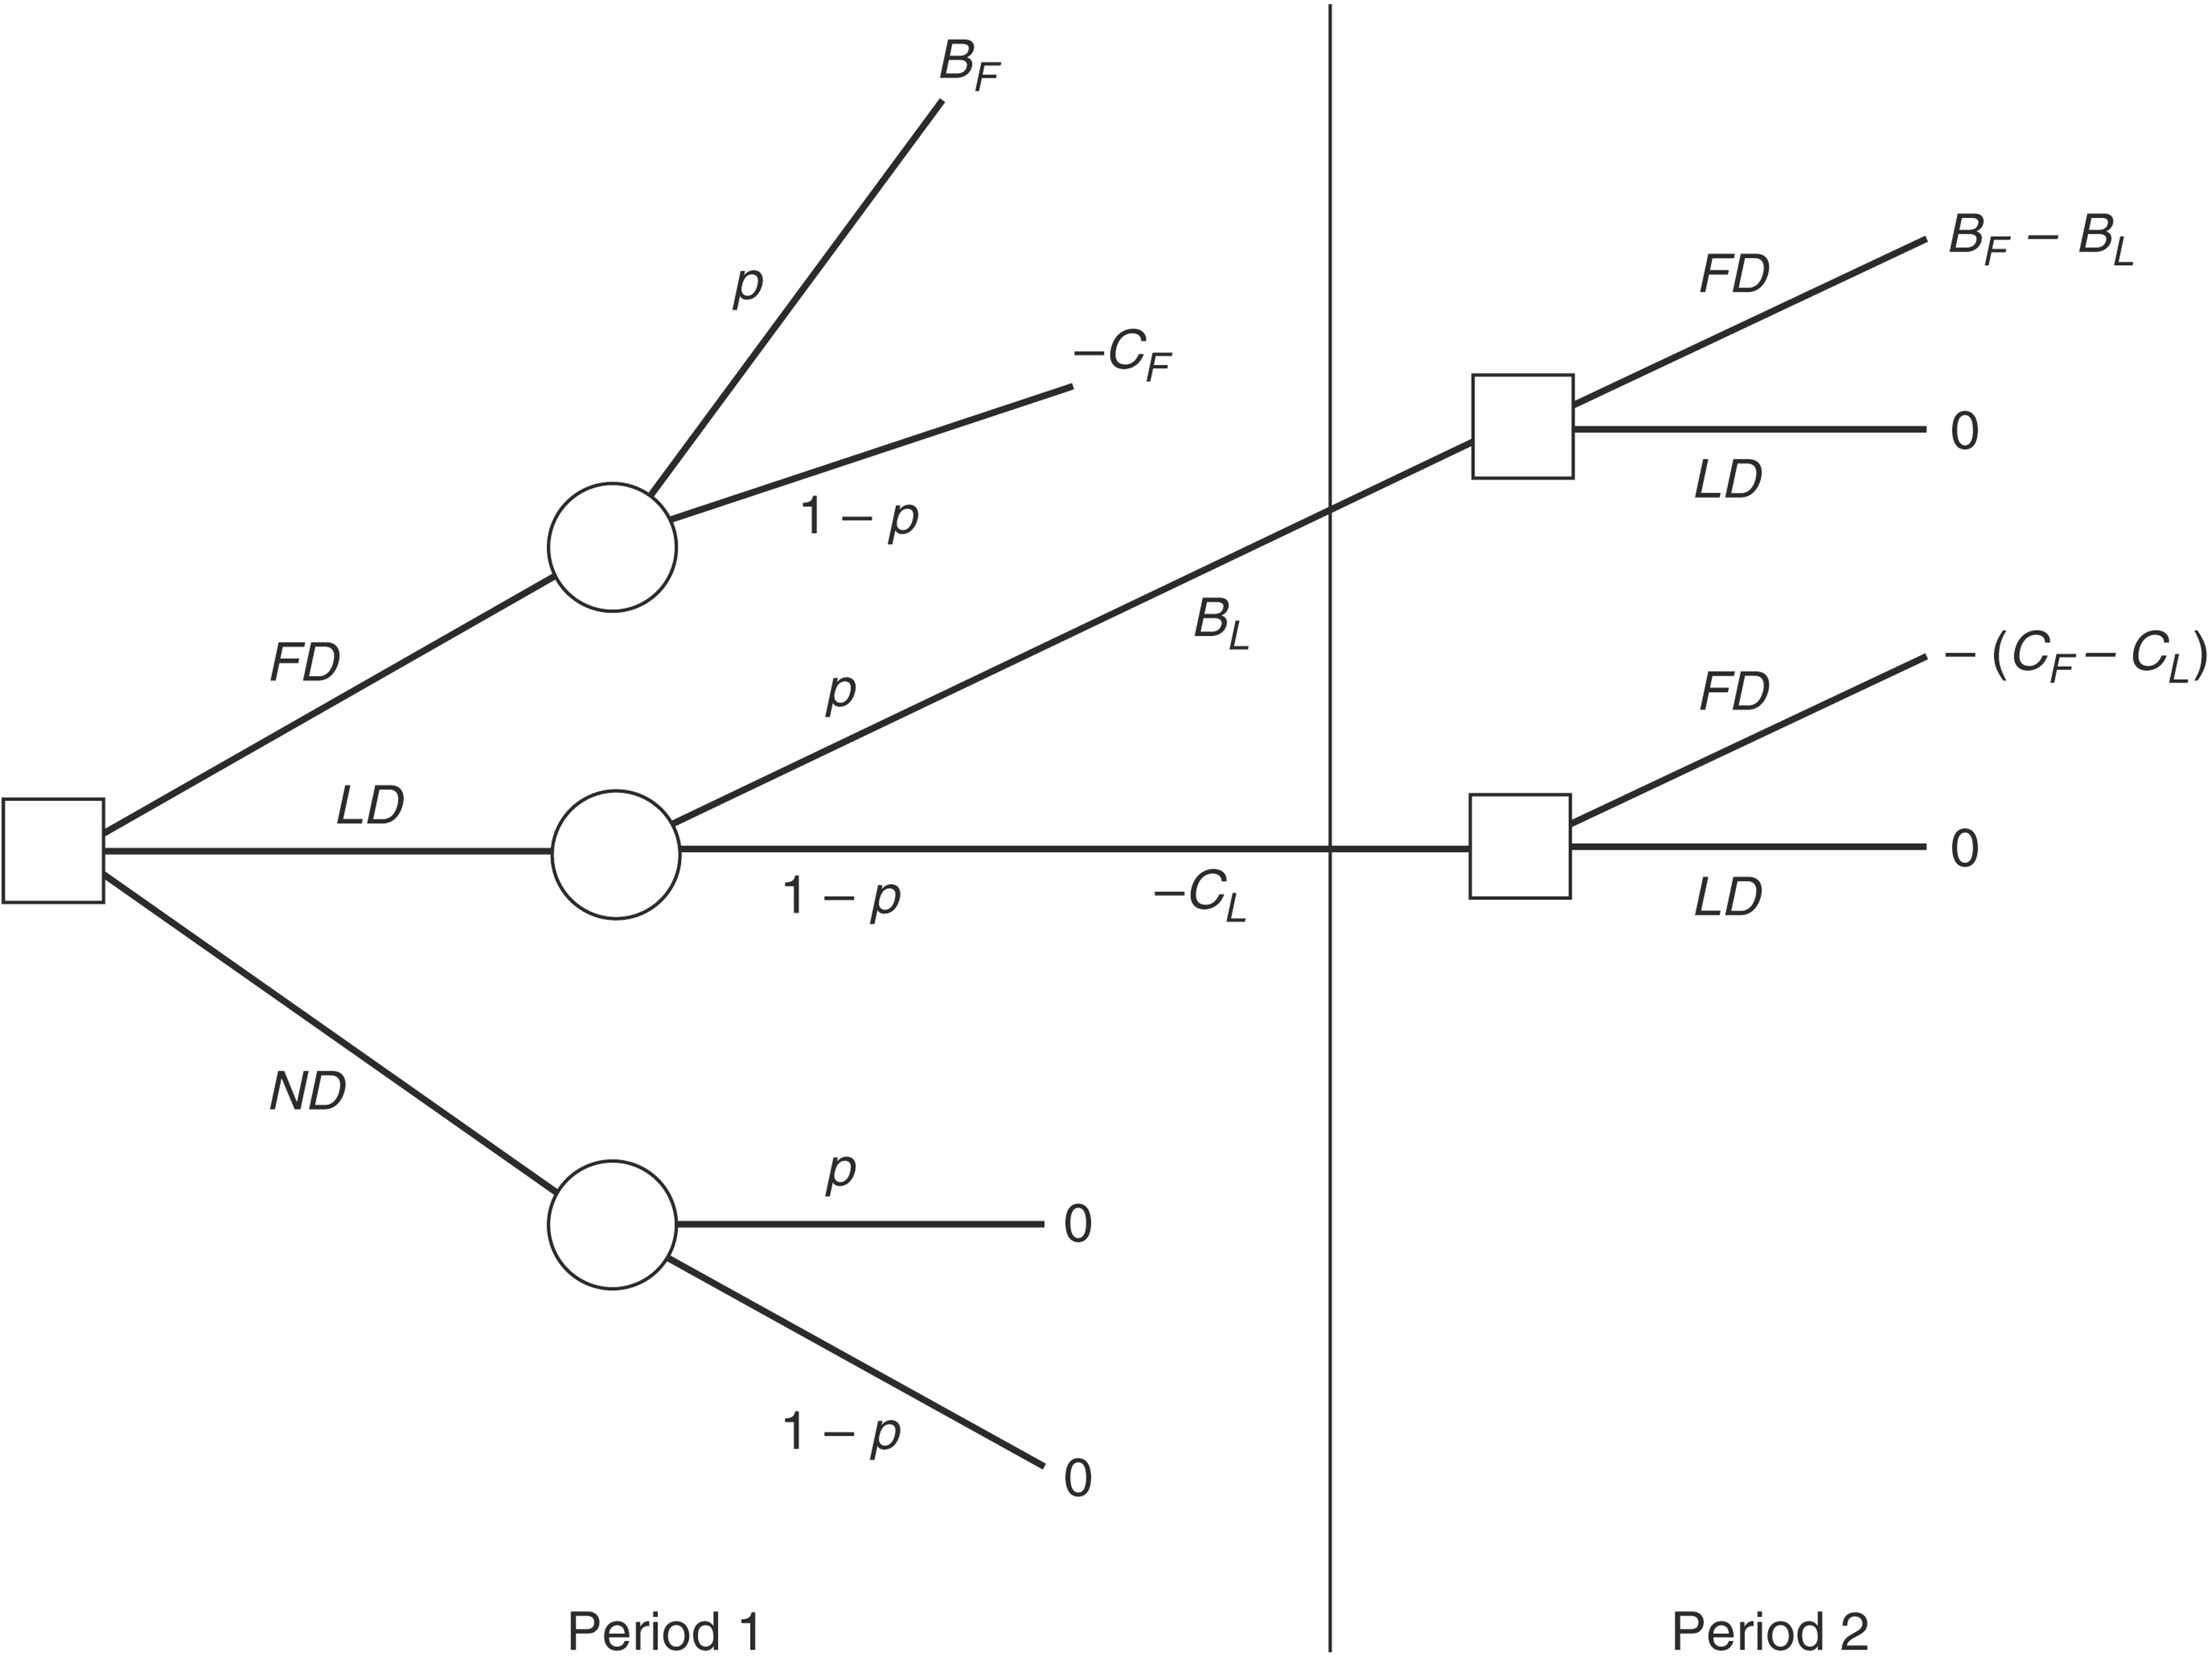 B_F
p
−C_F
1 − p
FD
B_F − B_L
FD
0
LD
B_L
p
LD
1 − p
−C_L
FD
− (C_F − C_L)
0
LD
ND
p
0
1 − p
0
Period 1
Period 2